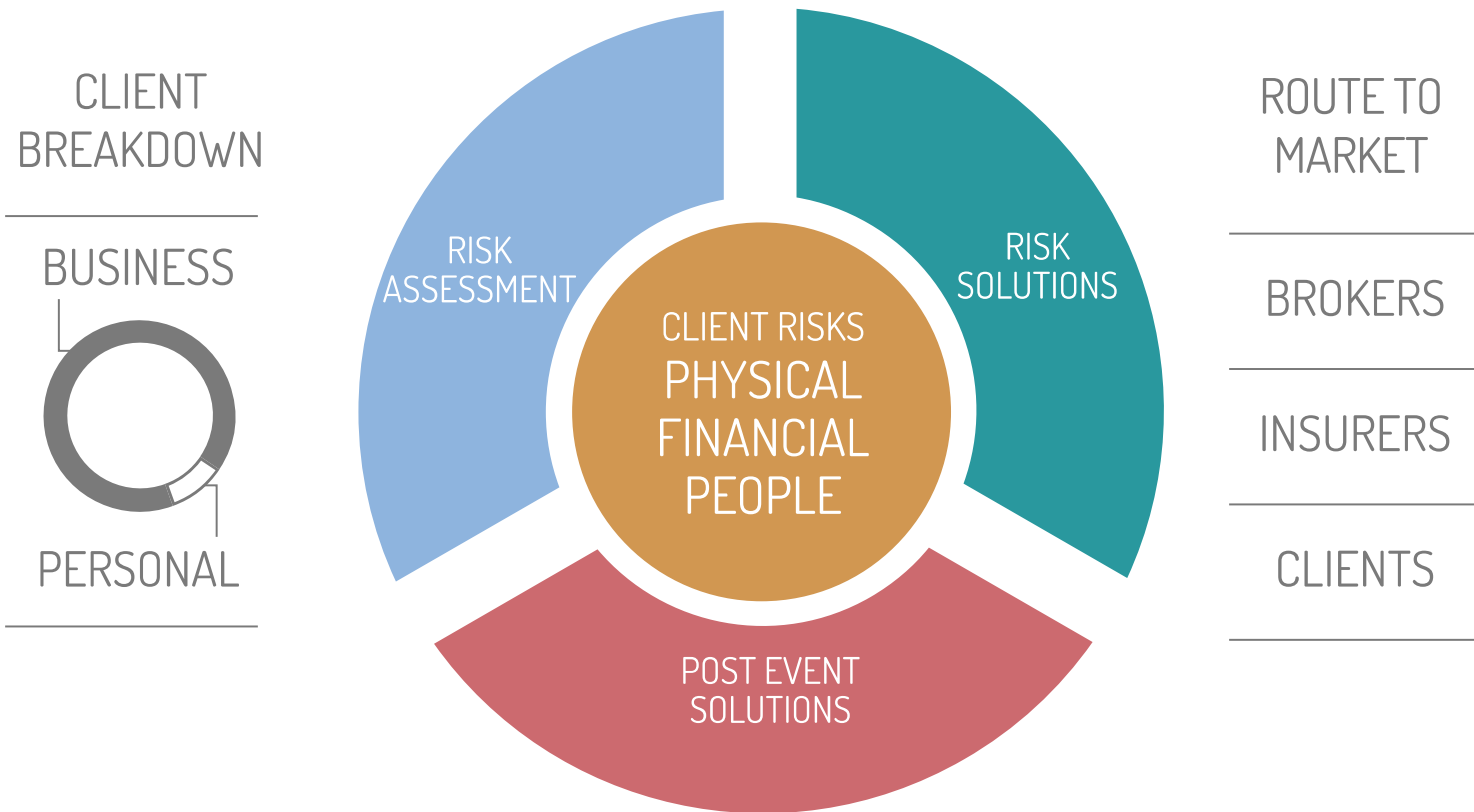 CLIENT
BREAKDOWN
BUSINESS
PERSONAL
RISK
ASSESSMENT
RISK
SOLUTIONS
CLIENT RISKS
PHYSICAL
FINANCIAL
PEOPLE
POST EVENT
SOLUTIONS
ROUTE TO
MARKET
BROKERS
INSURERS
CLIENTS